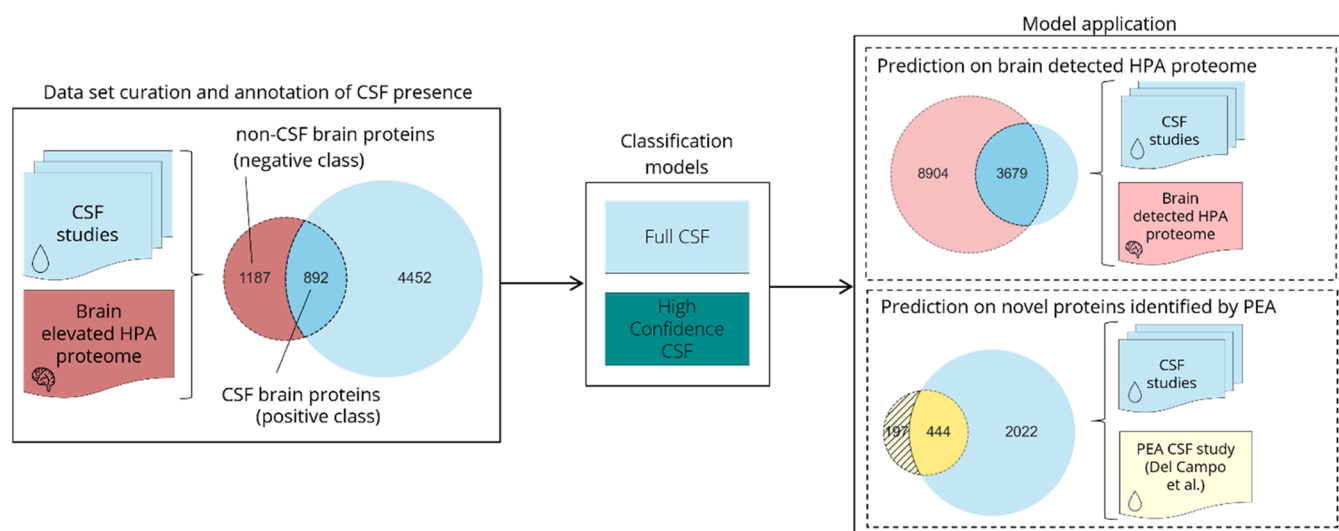 Model application
Data set curation and annotation of CSF presence
non-CSF brain proteins
(negative class)
CSF
studies
Brain
elevated HPA
proteome
1187
892
4452
CSF brain proteins
(positive class)
Classification
models
Full CSF
High
Confidence
CSF
Prediction on brain detected HPA proteome
8904
3679
CSF
studies
Brain
detected HPA
proteome
Prediction on novel proteins identified by PEA
197
444
2022
CSF
studies
PEA CSF study
(Del Campo
et al.)